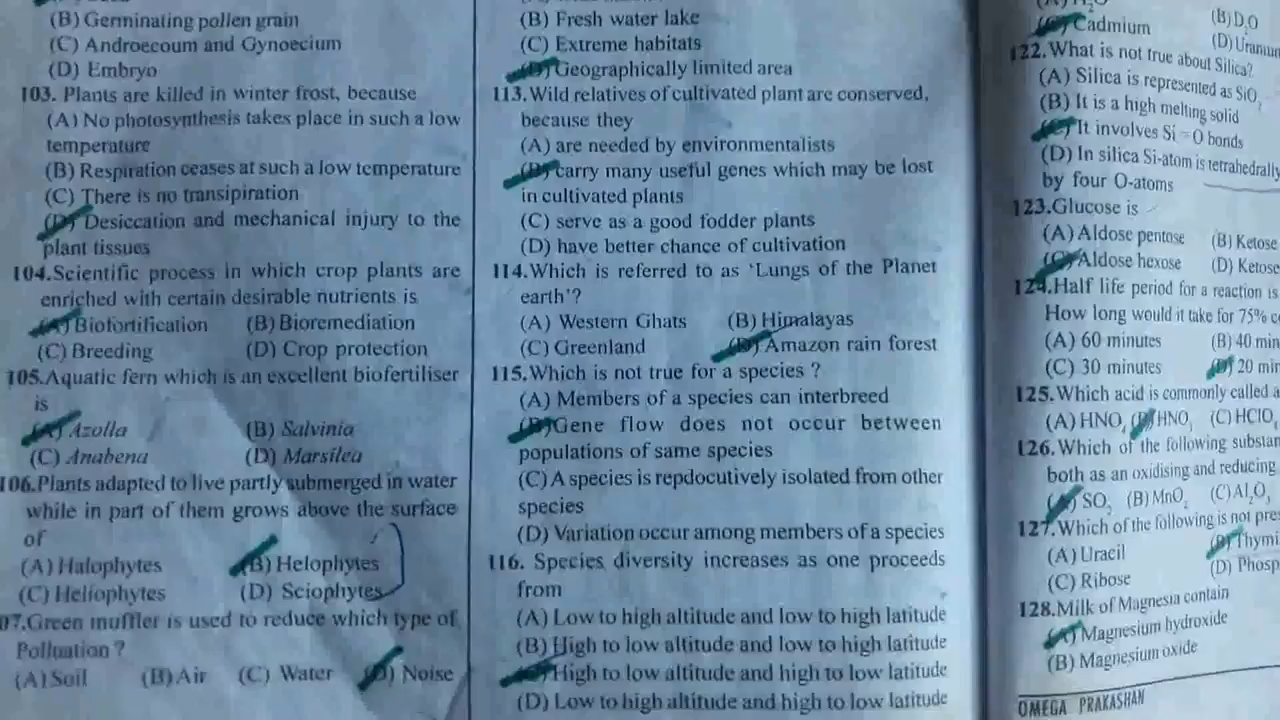 (B) Germinating pollen grain
(C) Androecoum and Gynoecium
(D) Embryo
103. Plants are killed in winter frost, because
(A) No photosynthesis takes place in such a low
temperature
(B) Respiration ceases at such a low temperature
(C) There is no transipiration
(D) Desiccation and mechanical injury to the
plant tissues
104.Scientific process in which crop plants are
enriched with certain desirable nutrients is
(A) Biofortification (B) Bioremediation
(C) Breeding (D) Crop protection
105.Aquatic fern which is an excellent biofertiliser
is
(A) Azolla (B) Salvinia
(C) Anabena (D) Marsilea
106.Plants adapted to live partly submerged in water
while in part of them grows above the surface
of
(A) Halophytes (B) Helophytes
(C) Heliophytes (D) Sciophytes
07.Green muffler is used to reduce which type of
Polluation ?
(A) Soil (B) Air (C) Water (D) Noise
(B) Fresh water lake
(C) Extreme habitats
(D) Geographically limited area
113.Wild relatives of cultivated plant are conserved,
because they
(A) are needed by environmentalists
(B) carry many useful genes which may be lost
in cultivated plants
(C) serve as a good fodder plants
(D) have better chance of cultivation
114.Which is referred to as 'Lungs of the Planet
earth'?
(A) Western Ghats (B) Himalayas
(C) Greenland (D) Amazon rain forest
115.Which is not true for a species ?
(A) Members of a species can interbreed
(B) Gene flow does not occur between
populations of same species
(C) A species is repdocutively isolated from other
species
(D) Variation occur among members of a species
116. Species diversity increases as one proceeds
from
(A) Low to high altitude and low to high latitude
(B) High to low altitude and low to high latitude
(C) High to low altitude and high to low latitude
(D) Low to high altitude and high to low latitude
(B) D₂O
(C) Cadmium (D) Uranium
122.What is not true about Silica?
(A) Silica is represented as SiO₂
(B) It is a high melting solid
(C) It involves Si = O bonds
(D) In silica Si-atom is tetrahedrally
by four O-atoms
123.Glucose is
(A) Aldose pentose (B) Ketose
(C) Aldose hexose (D) Ketose
124.Half life period for a reaction is
How long would it take for 75%
(A) 60 minutes (B) 40 min
(C) 30 minutes (D) 20 min
125.Which acid is commonly called a
(A) HNO (B) HNO (C) HClO
126.Which of the following substan
both as an oxidising and reducing
(A) SO₂ (B) MnO₂ (C) Al₂O₃
127.Which of the following is not pre
(A) Uracil (B) Thymi
(C) Ribose (D) Phosp
128.Milk of Magnesia contain
(A) Magnesium hydroxide
(B) Magnesium oxide
OMEGA PRAKASHAN